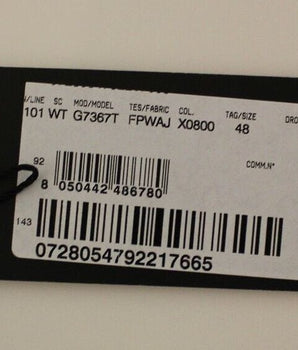 /LINE SC MOD/MODEL TES/FABRIC COL. TAG/SIZE DRO
101 WT G7367T FPWAJ X0800 48
COMM.N°
92
8 050442 486780
143
0728054792217665